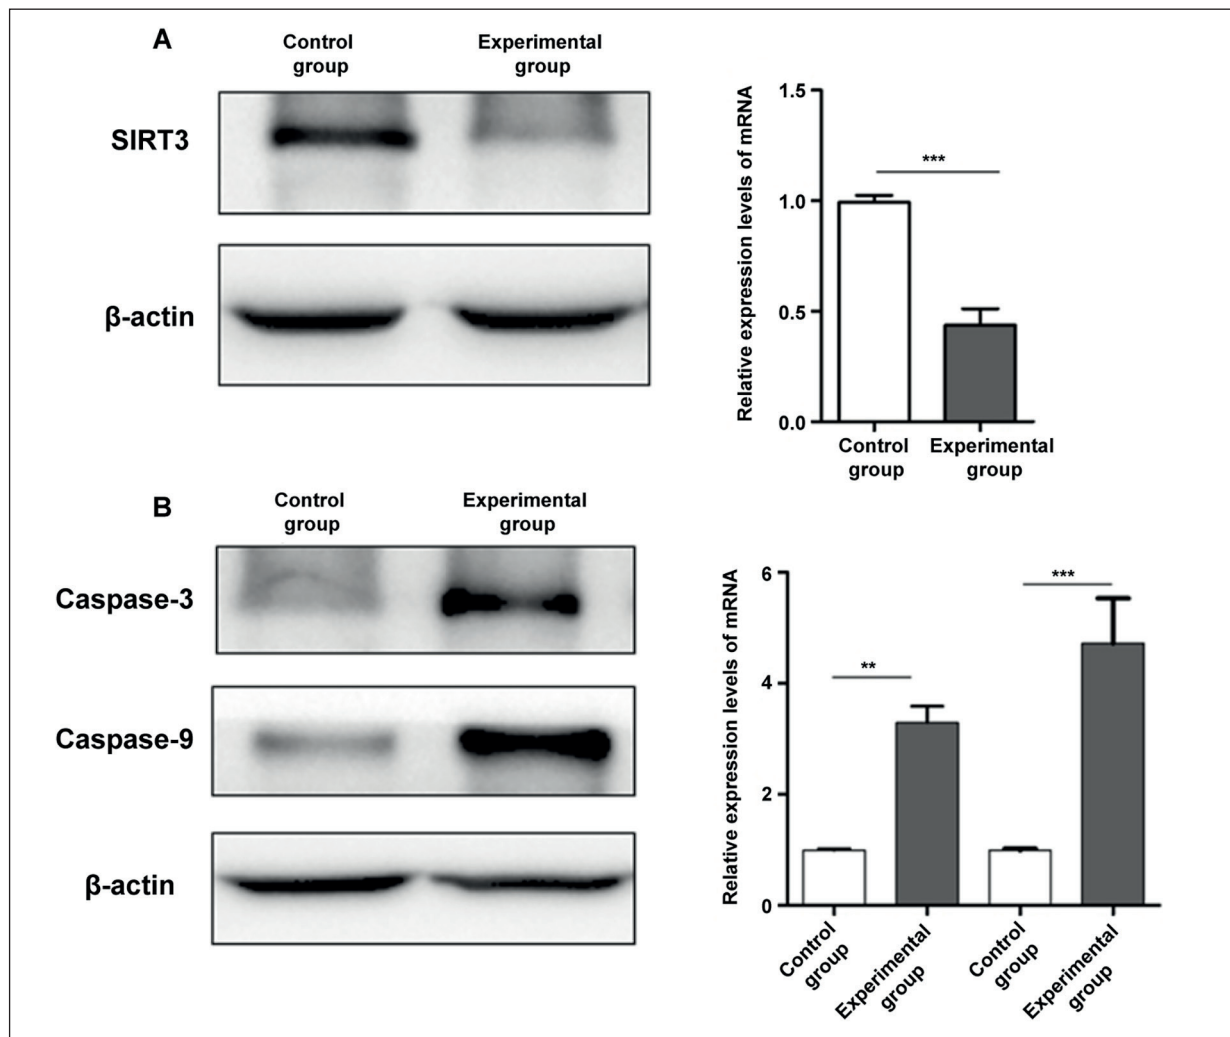 A
Control
group
Experimental
group
SIRT3
β-actin
Relative expression levels of mRNA
1.5
1.0
0.5
0.0
***
Control
group
Experimental
group
B
Control
group
Experimental
group
Caspase-3
Caspase-9
β-actin
Relative expression levels of mRNA
6
4
2
0
**
***
Control
group
Experimental
group
Control
group
Experimental
group